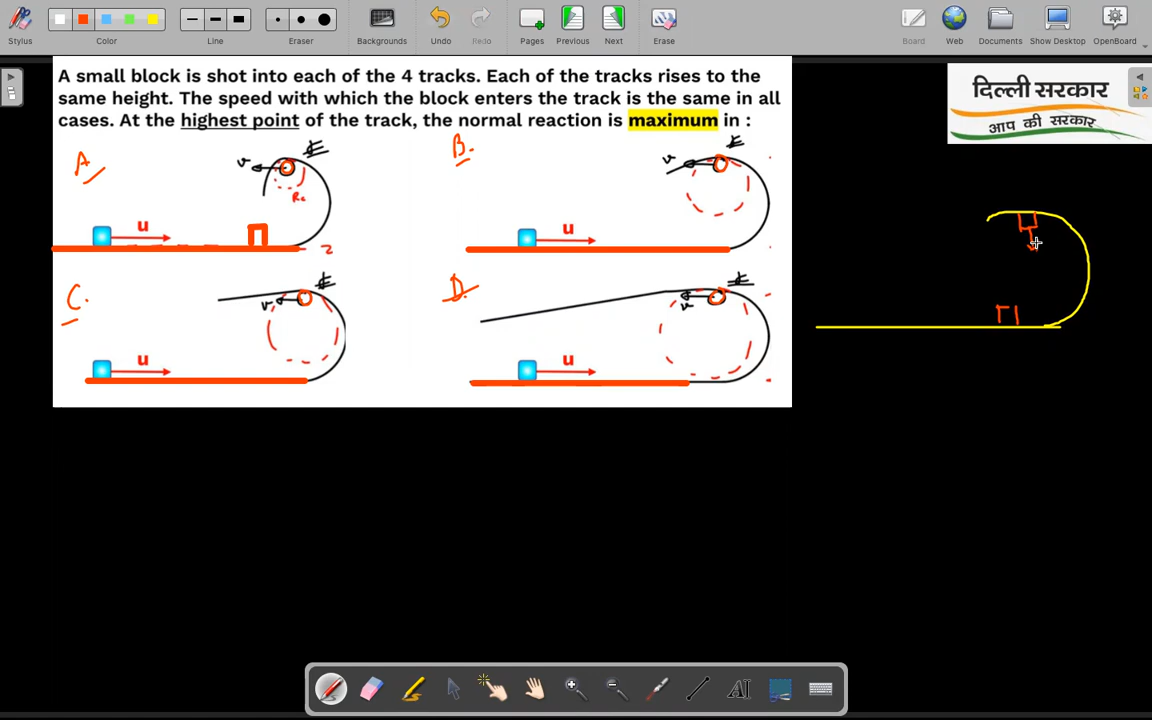 Stylus
Color
Line
Eraser
Backgrounds
Undo
Redo
Pages
Previous
Next
Erase
Board
Web
Documents
Show Desktop
OpenBoard
A small block is shot into each of the 4 tracks. Each of the tracks rises to the
same height. The speed with which the block enters the track is the same in all
cases. At the highest point of the track, the normal reaction is maximum in :
दिल्ली सरकार
आप की सरकार
A
v
u
B.
v
u
C.
v
u
D.
v
u